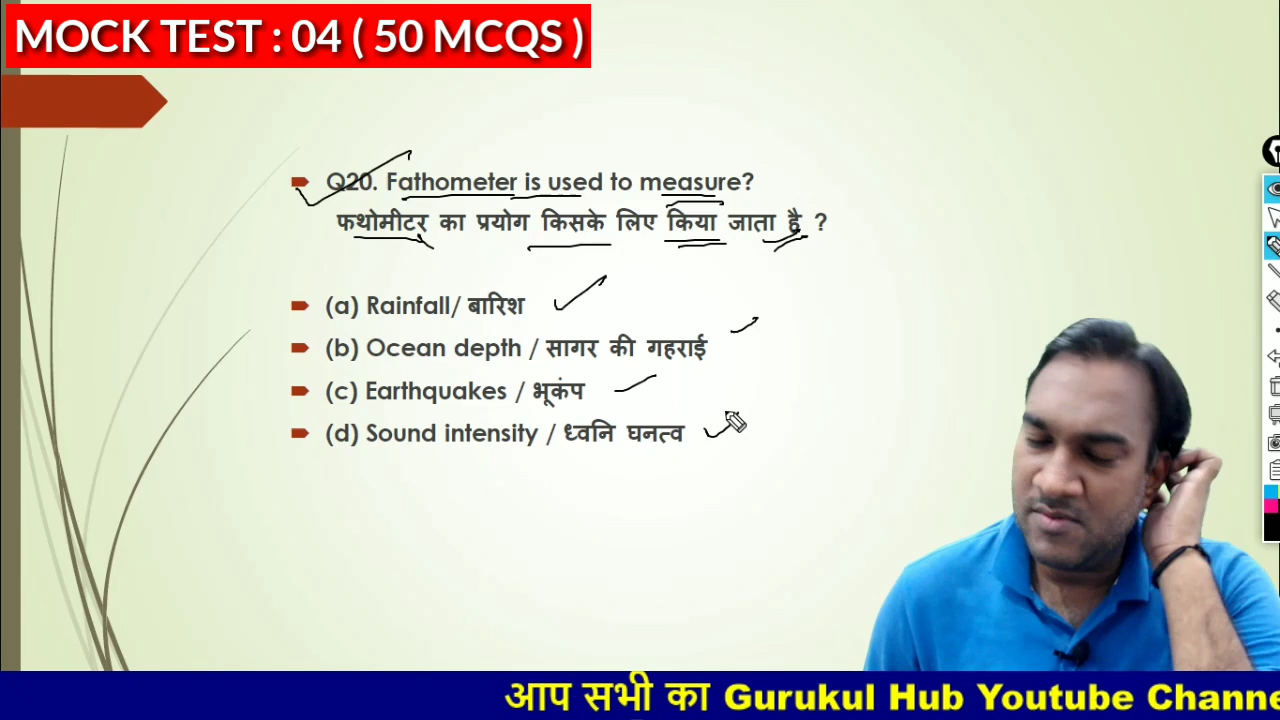 MOCK TEST : 04 ( 50 MCQS )
Q20. Fathometer is used to measure?
फथोमीटर का प्रयोग किसके लिए किया जाता है ?
(a) Rainfall/ बारिश
(b) Ocean depth / सागर की गहराई
(c) Earthquakes / भूकंप
(d) Sound intensity / ध्वनि घनत्व
आप सभी का Gurukul Hub Youtube Channe